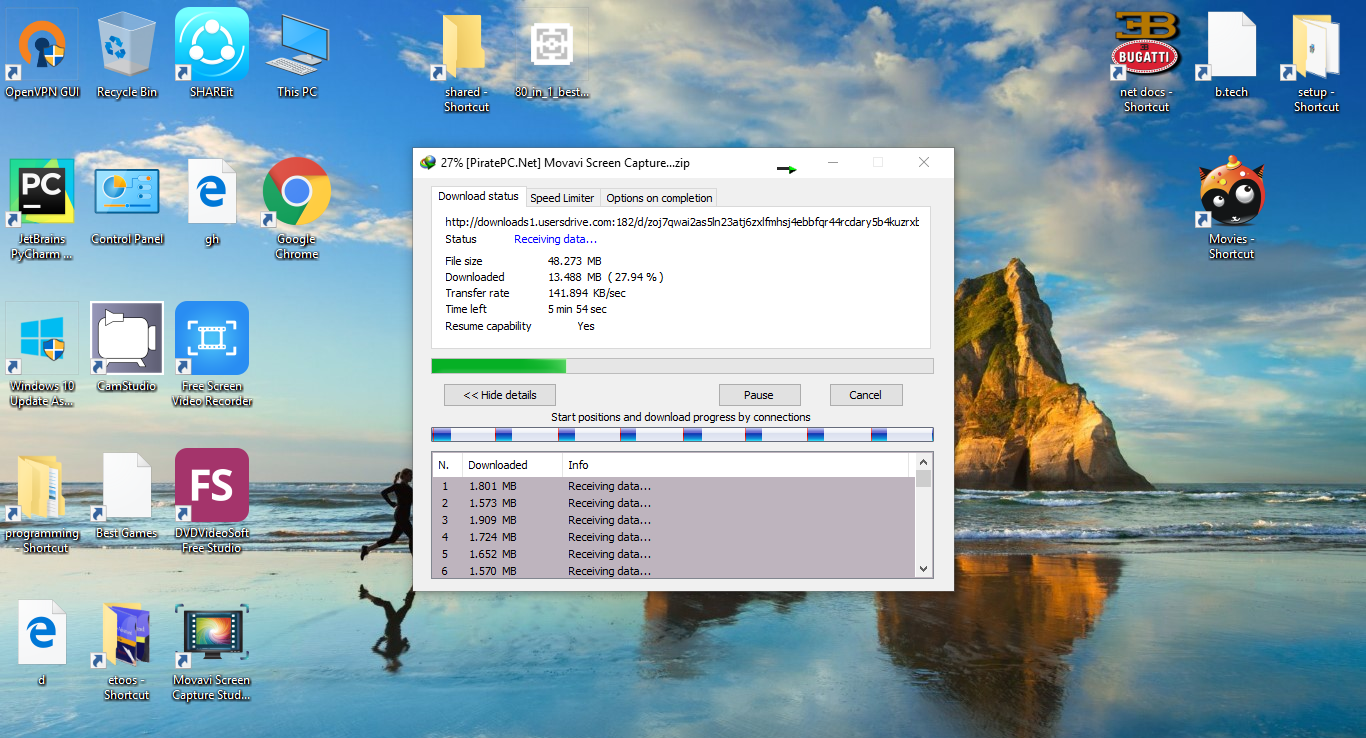 OpenVPN GUI
Recycle Bin
SHAREit
This PC
shared -
Shortcut
80_in_1_best...
BUGATTI
net docs -
Shortcut
b.tech
setup -
Shortcut
PC
JetBrains
PyCharm ...
Control Panel
gh
Google
Chrome
Movies -
Shortcut
Windows 10
Update As...
CamStudio
Free Screen
Video Recorder
programming
- Shortcut
Best Games
FS
DVDVideoSoft
Free Studio
d
etoos -
Shortcut
Movavi Screen
Capture Stud...
27% [PiratePC.Net] Movavi Screen Capture...zip
Download status
Speed Limiter
Options on completion
http://downloads1.usersdrive.com:182/d/zoj7qwai2as5ln23atj6zxlfmhsj4ebbfqr44rcdary5b4kuzrxt
Status Receiving data...
File size 48.273 MB
Downloaded 13.488 MB ( 27.94 % )
Transfer rate 141.894 KB/sec
Time left 5 min 54 sec
Resume capability Yes
<< Hide details
Pause
Cancel
Start positions and download progress by connections
N. Downloaded Info
1 1.801 MB Receiving data...
2 1.573 MB Receiving data...
3 1.909 MB Receiving data...
4 1.724 MB Receiving data...
5 1.652 MB Receiving data...
6 1.570 MB Receiving data...